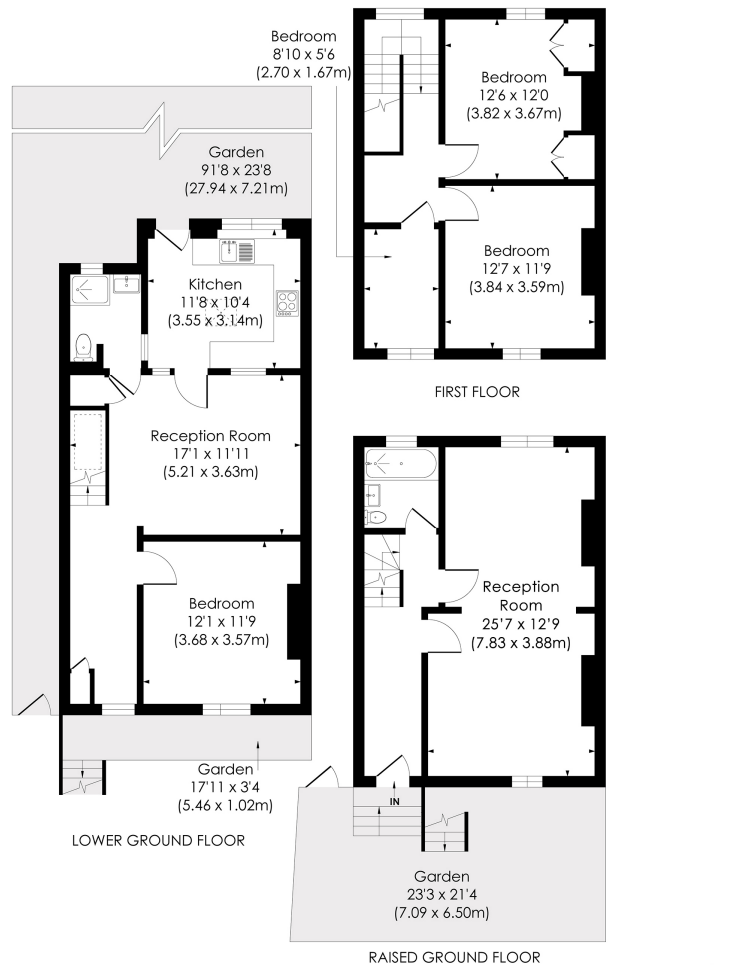 Bedroom
8'10 x 5'6
(2.70 x 1.67m)
Bedroom
12'6 x 12'0
(3.82 x 3.67m)
Garden
91'8 x 23'8
(27.94 x 7.21m)
Bedroom
12'7 x 11'9
(3.84 x 3.59m)
Kitchen
11'8 x 10'4
(3.55 x 3.14m)
FIRST FLOOR
Reception Room
17'1 x 11'11
(5.21 x 3.63m)
Reception
Room
25'7 x 12'9
(7.83 x 3.88m)
Bedroom
12'1 x 11'9
(3.68 x 3.57m)
Garden
17'11 x 3'4
(5.46 x 1.02m)
IN
LOWER GROUND FLOOR
Garden
23'3 x 21'4
(7.09 x 6.50m)
RAISED GROUND FLOOR